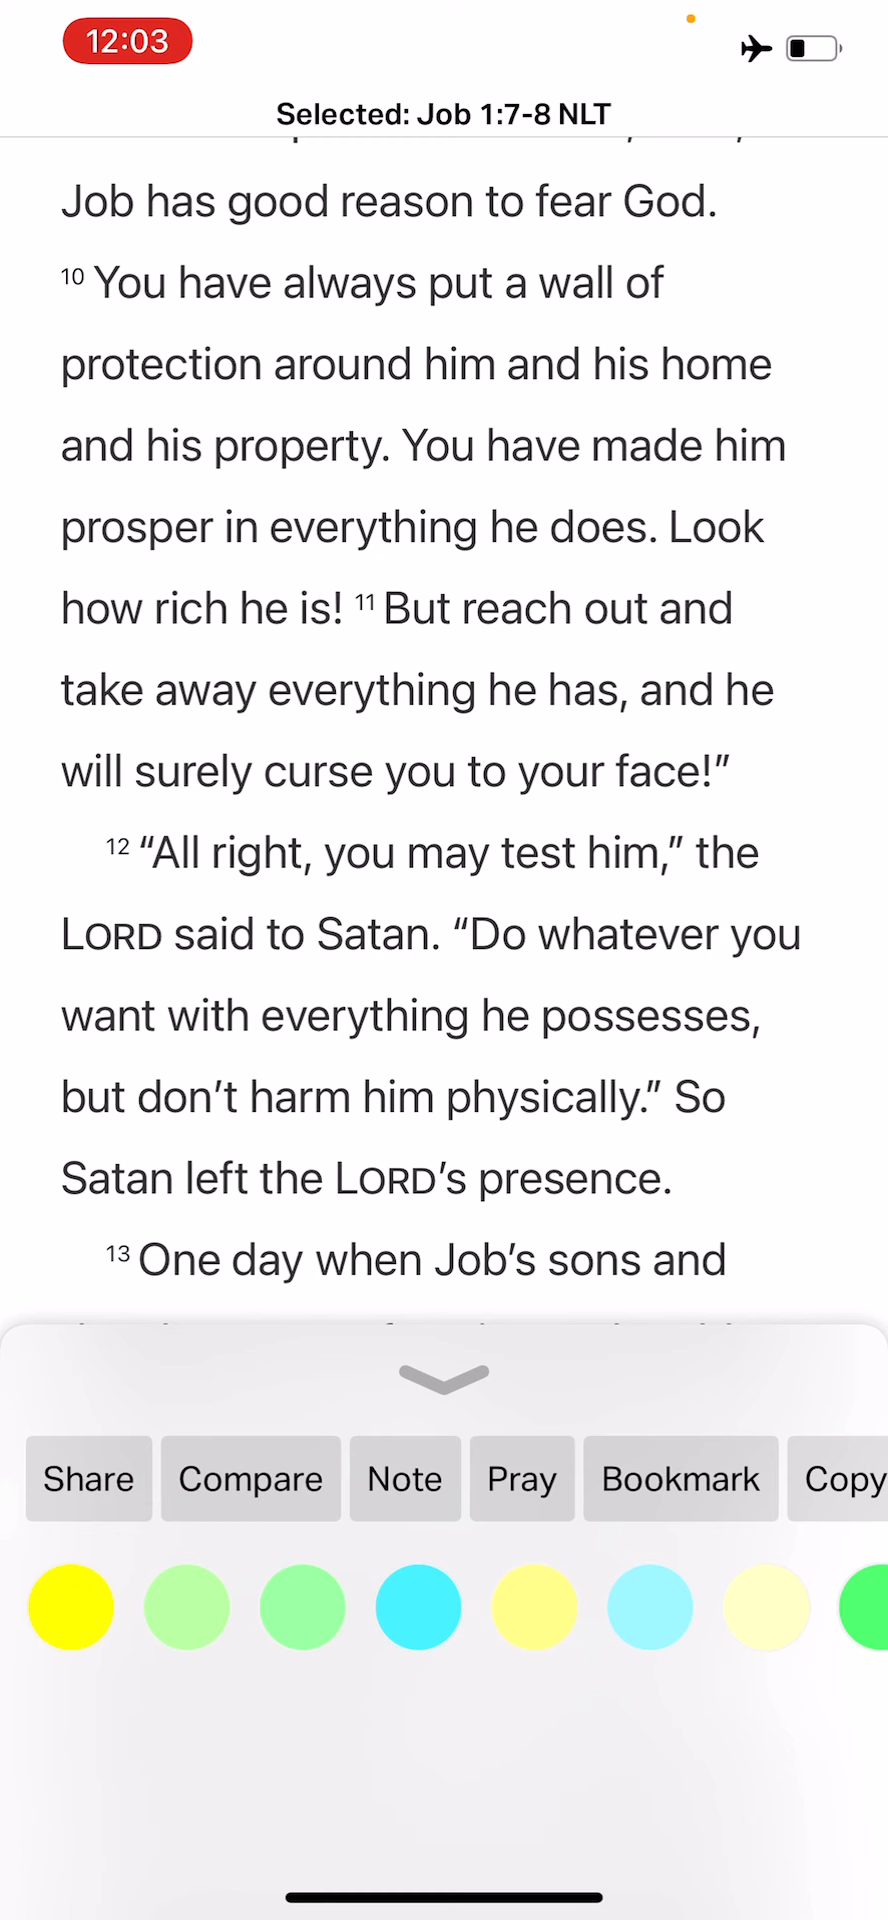 12:03
Selected: Job 1:7-8 NLT
Job has good reason to fear God.
10 You have always put a wall of
protection around him and his home
and his property. You have made him
prosper in everything he does. Look
how rich he is! 11 But reach out and
take away everything he has, and he
will surely curse you to your face!”
12 “All right, you may test him,” the
LORD said to Satan. “Do whatever you
want with everything he possesses,
but don’t harm him physically.” So
Satan left the LORD’s presence.
13 One day when Job’s sons and
Share Compare Note Pray Bookmark Copy